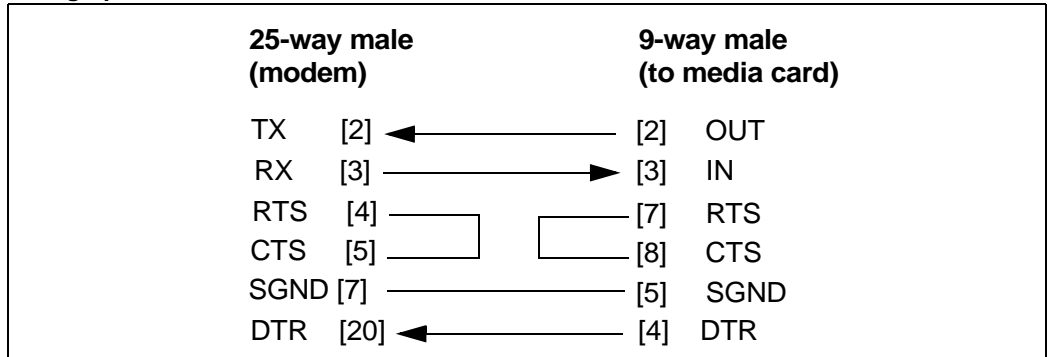 25-way male 9-way male
(modem) (to media card)
TX [2] [2] OUT
RX [3] [3] IN
RTS [4] [7] RTS
CTS [5] [8] CTS
SGND [7] [5] SGND
DTR [20] [4] DTR